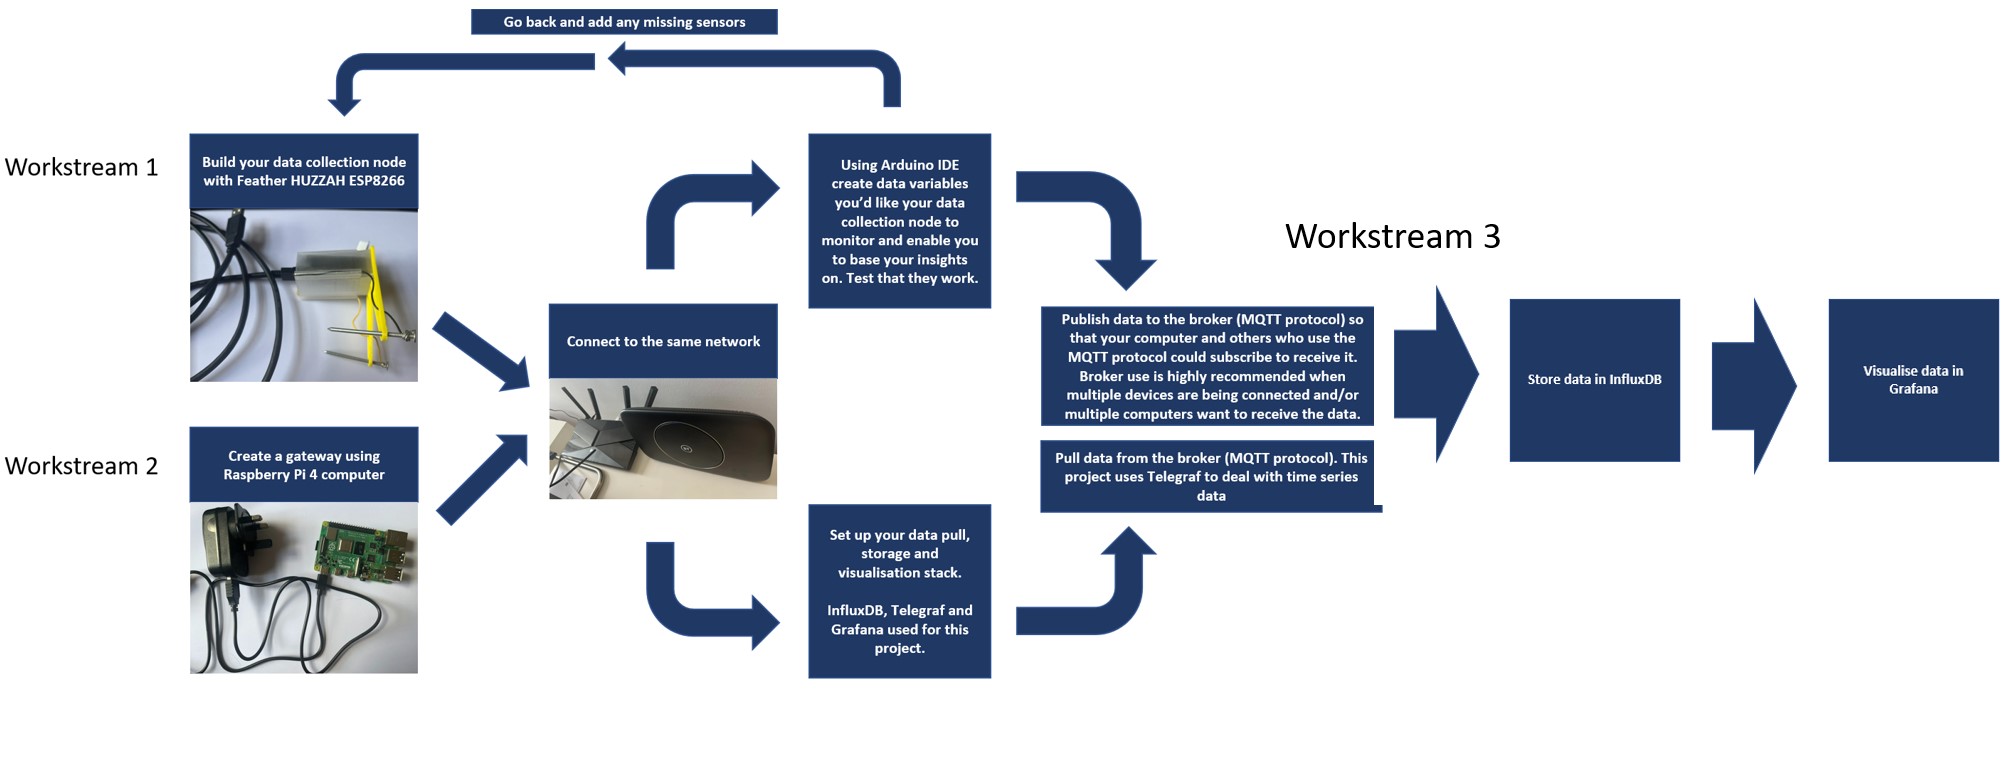 Go back and add any missing sensors
Workstream 1
Build your data collection node
with Feather HUZZAH ESP8266
Using Arduino IDE
create data variables
you’d like your data
collection node to
monitor and enable you
to base your insights
on. Test that they work.
Workstream 3
Connect to the same network
Publish data to the broker (MQTT protocol) so
that your computer and others who use the
MQTT protocol could subscribe to receive it.
Broker use is highly recommended when
multiple devices are being connected and/or
multiple computers want to receive the data.
Store data in InfluxDB
Visualise data in
Grafana
Workstream 2
Create a gateway using
Raspberry Pi 4 computer
Pull data from the broker (MQTT protocol). This
project uses Telegraf to deal with time series
data
Set up your data pull,
storage and
visualisation stack.
InfluxDB, Telegraf and
Grafana used for this
project.